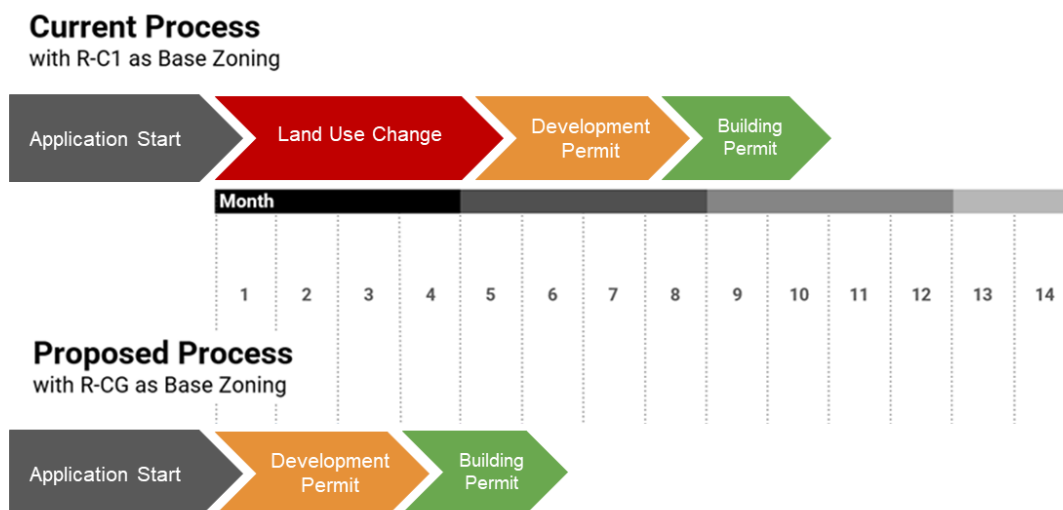 Current Process
with R-C1 as Base Zoning
Application Start
Land Use Change
Development
Permit
Building
Permit
Month
1 2 3 4 5 6 7 8 9 10 11 12 13 14
Proposed Process
with R-CG as Base Zoning
Application Start
Development
Permit
Building
Permit